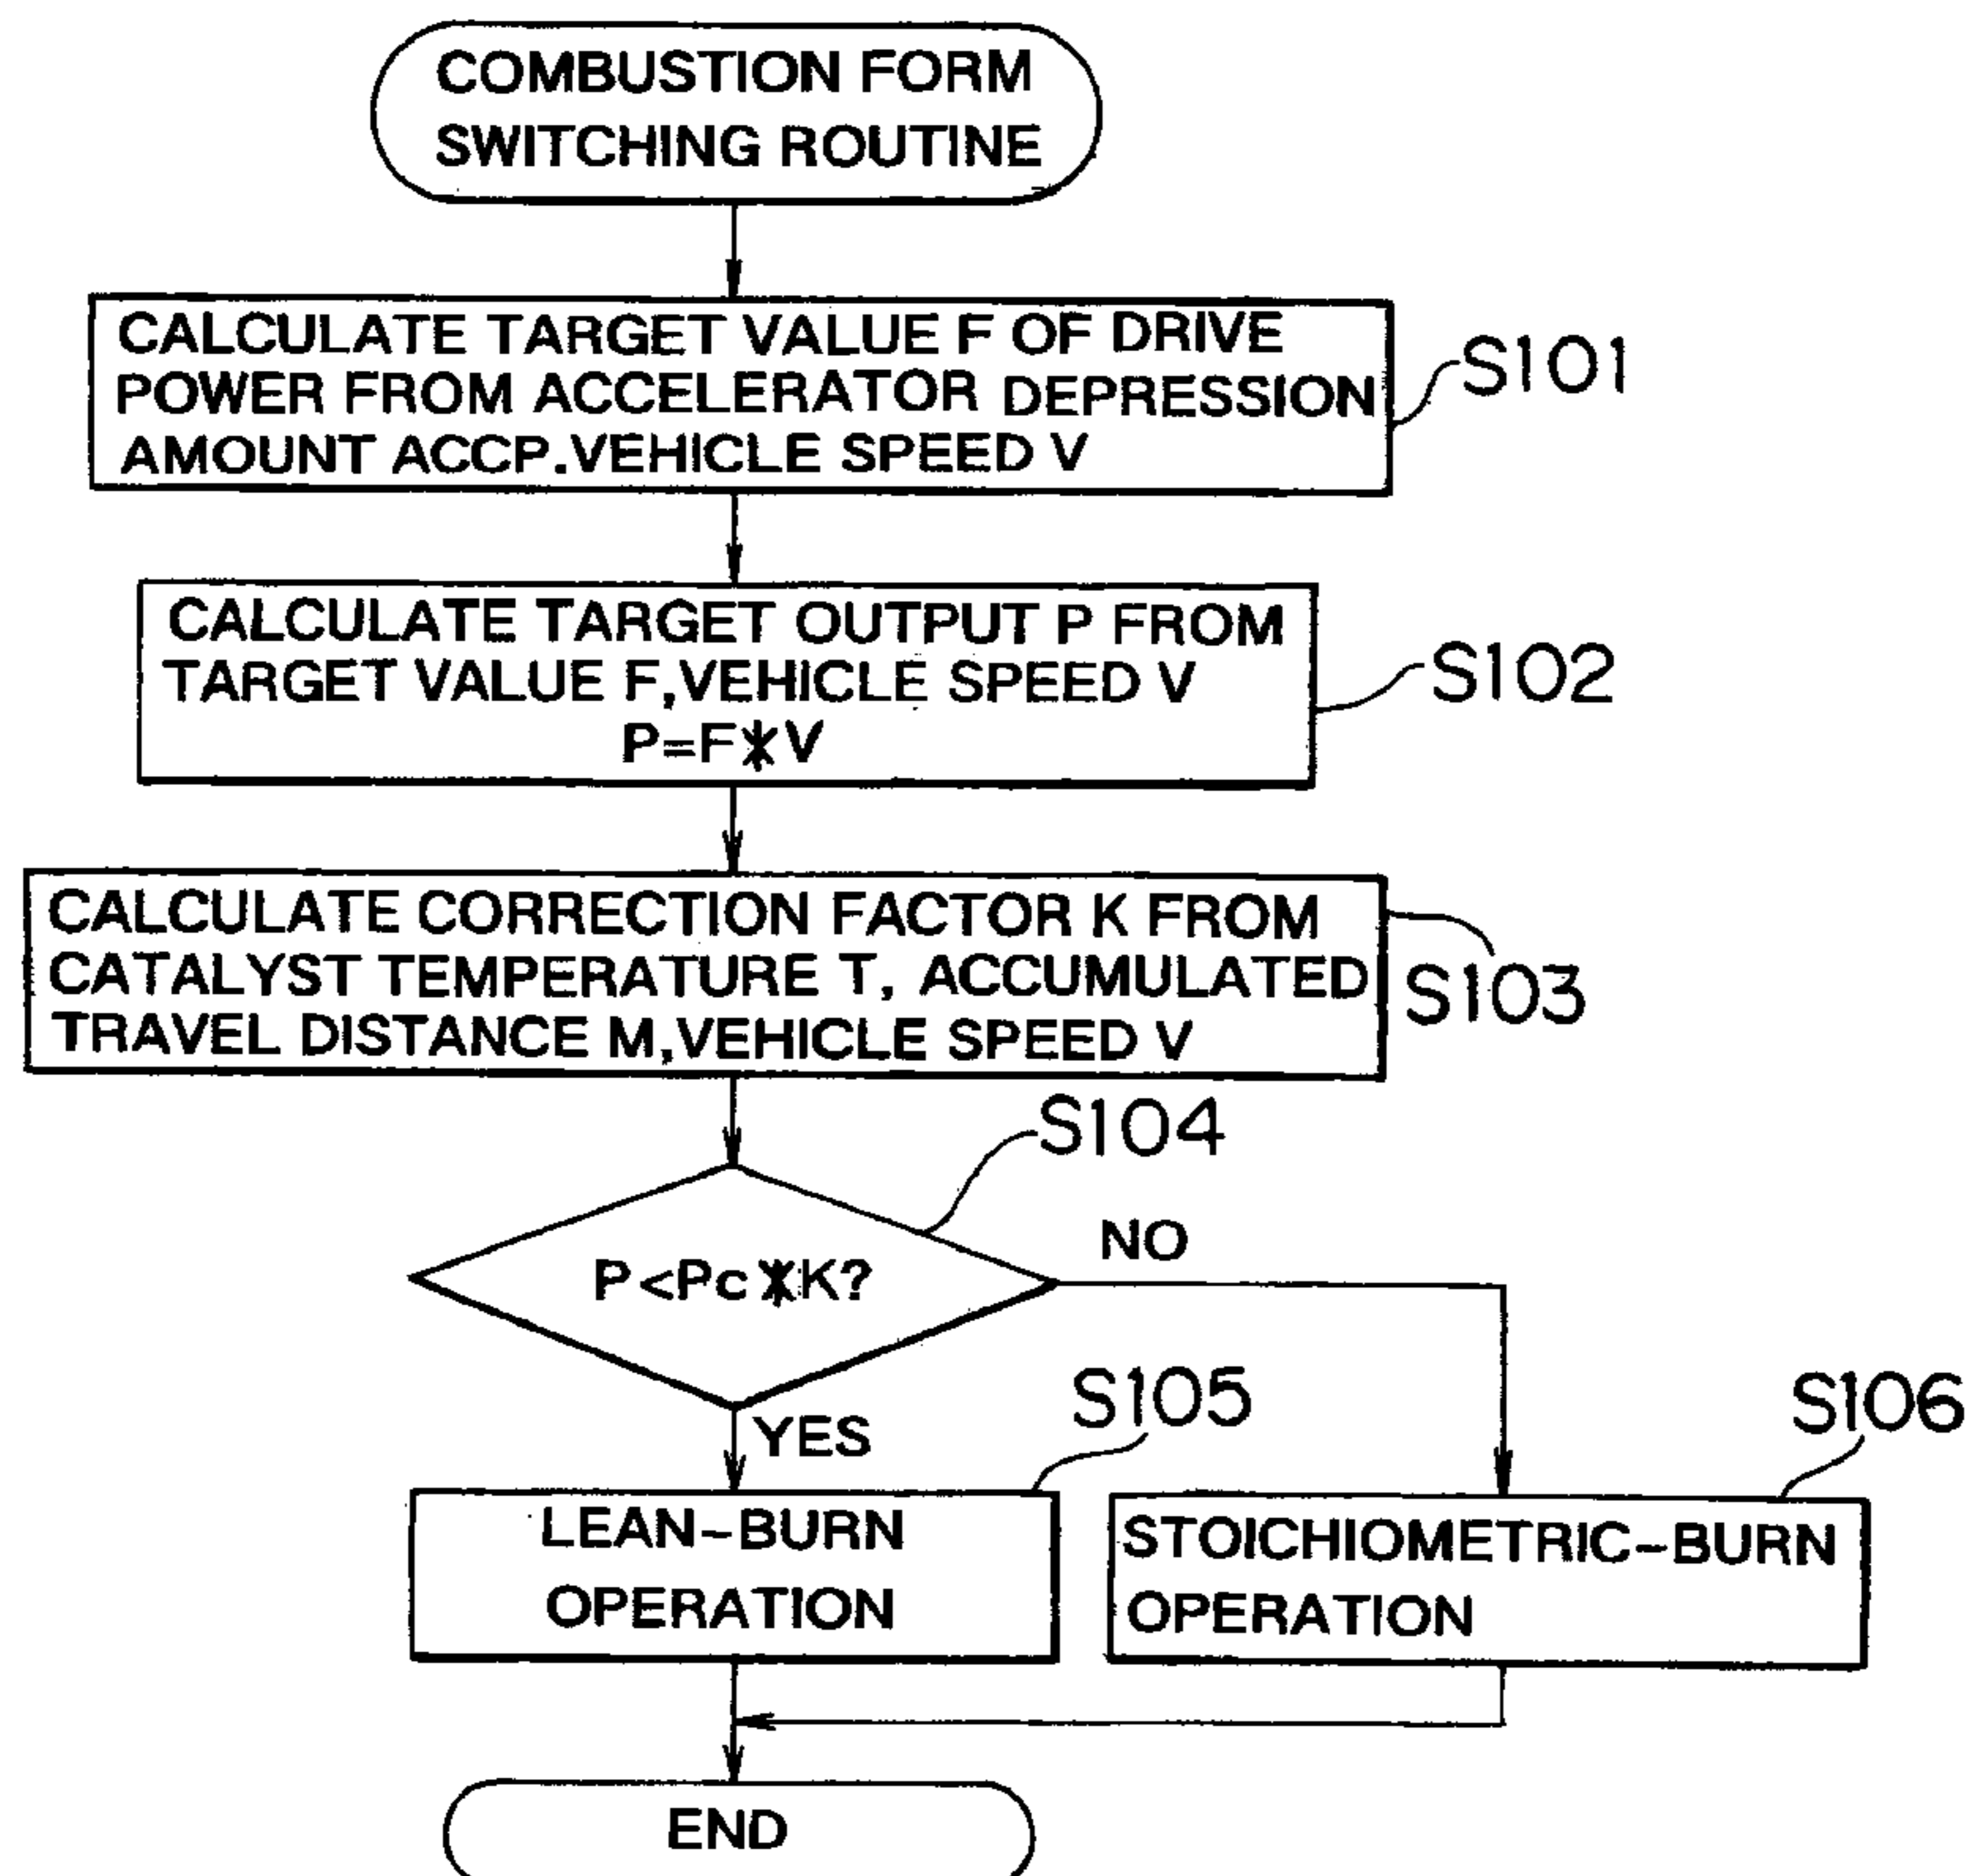 COMBUSTION FORM
SWITCHING ROUTINE
CALCULATE TARGET VALUE F OF DRIVE
POWER FROM ACCELERATOR DEPRESSION
AMOUNT ACCP.VEHICLE SPEED V
S101
CALCULATE TARGET OUTPUT P FROM
TARGET VALUE F,VEHICLE SPEED V
P=F*V
S102
CALCULATE CORRECTION FACTOR K FROM
CATALYST TEMPERATURE T, ACCUMULATED
TRAVEL DISTANCE M,VEHICLE SPEED V
S103
S104
P<Pc*K?
NO
YES
S105
S106
LEAN-BURN
OPERATION
STOICHIOMETRIC-BURN
OPERATION
END